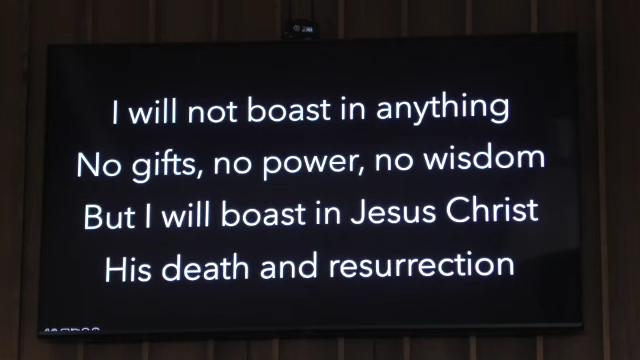 I will not boast in anything
No gifts, no power, no wisdom
But I will boast in Jesus Christ
His death and resurrection